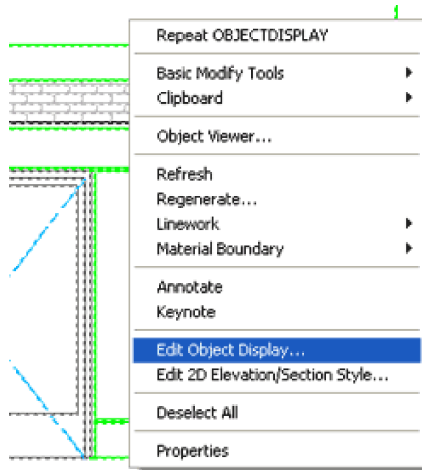 Repeat OBJECTDISPLAY
Basic Modify Tools
Clipboard
Object Viewer...
Refresh
Regenerate...
Linework
Material Boundary
Annotate
Keynote
Edit Object Display...
Edit 2D Elevation/Section Style...
Deselect All
Properties